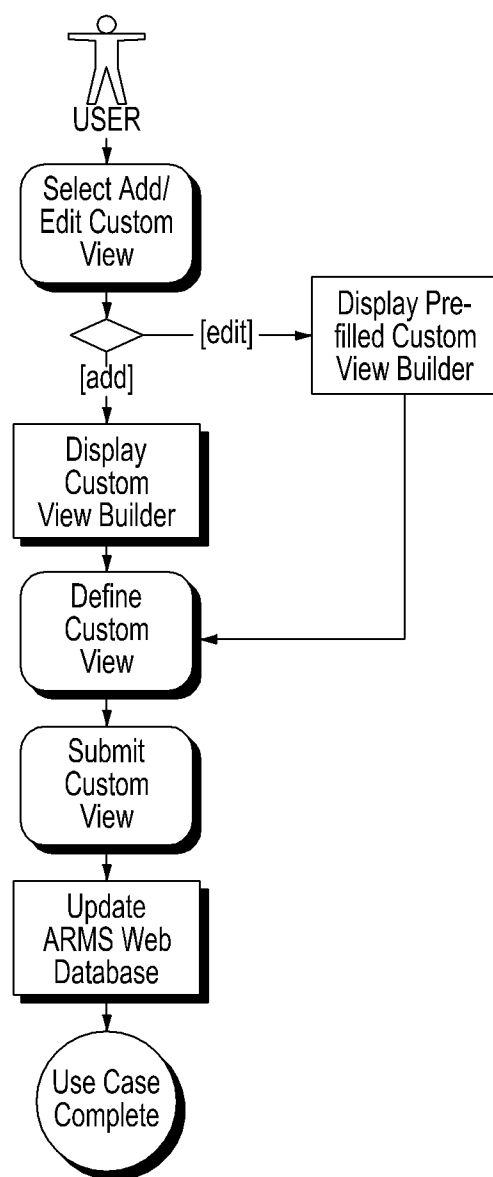 USER
Select Add/
Edit Custom
View
[edit]
Display Pre-
filled Custom
View Builder
[add]
Display
Custom
View Builder
Define
Custom
View
Submit
Custom
View
Update
ARMS Web
Database
Use Case
Complete